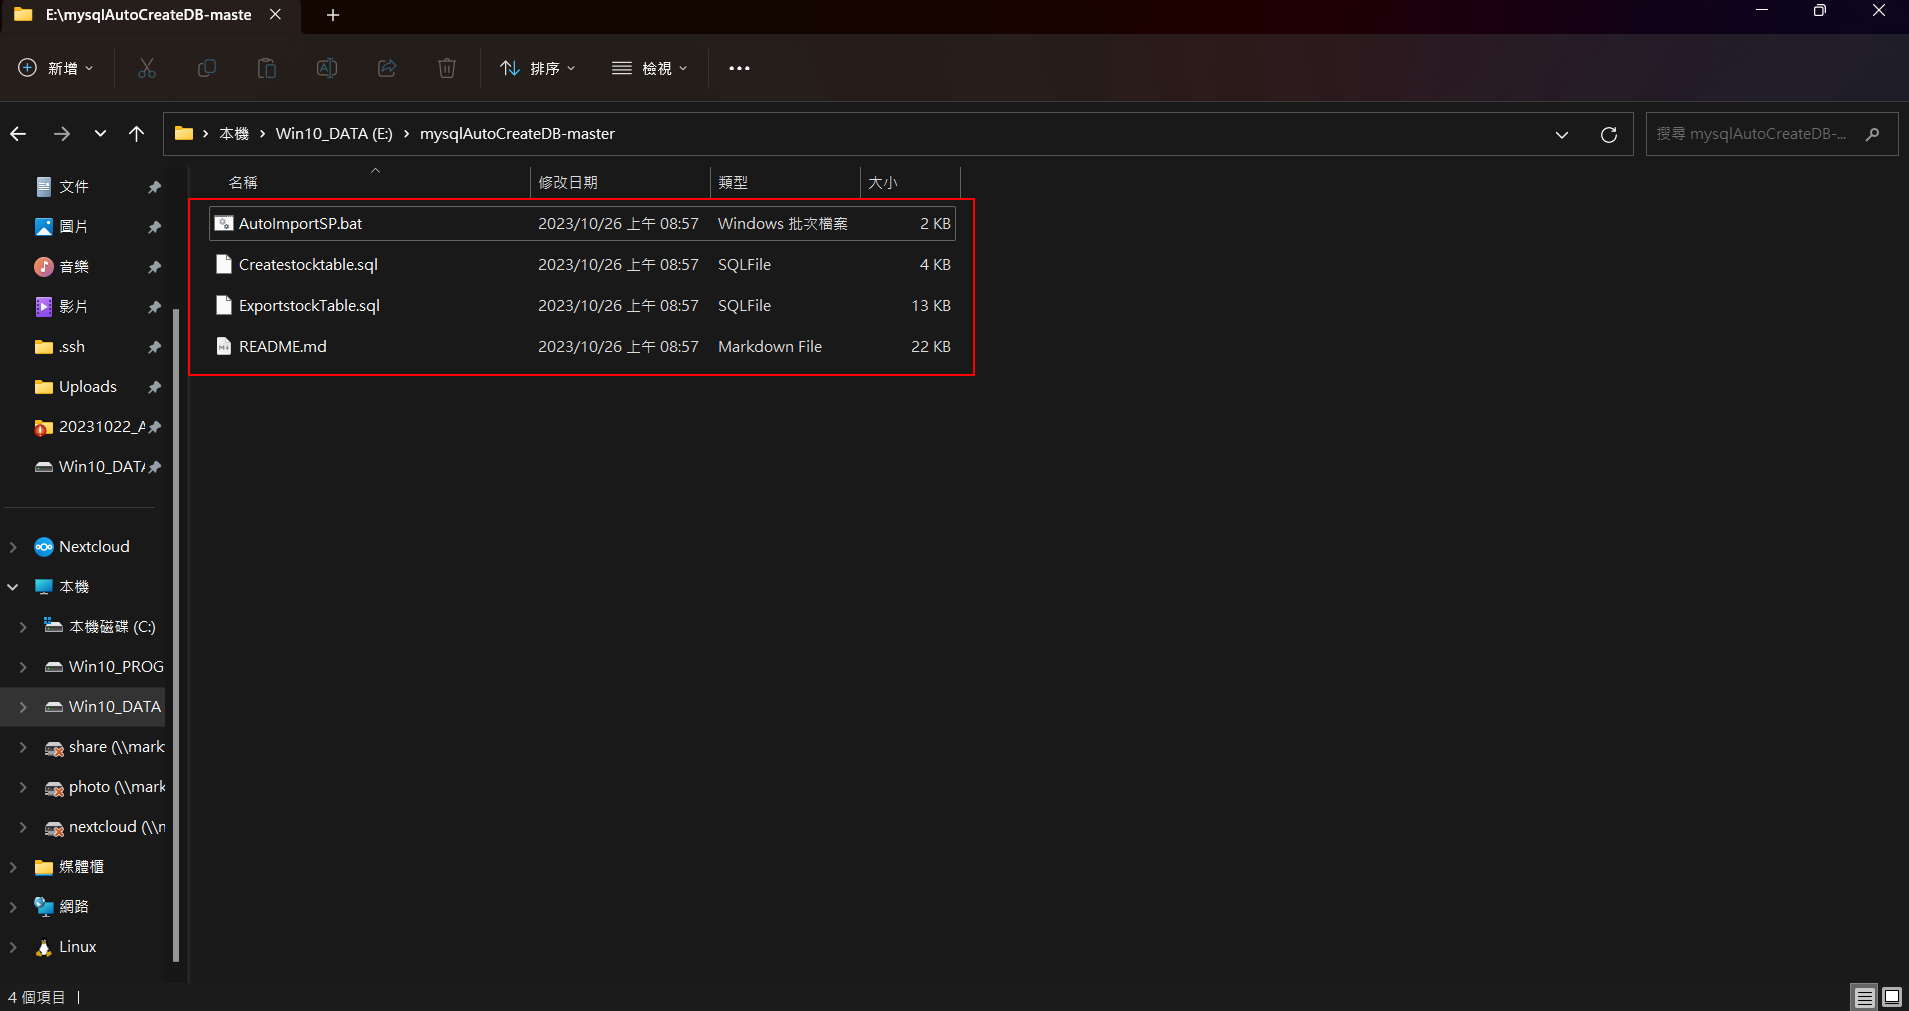 E:\mysqlAutoCreateDB-maste
新增
排序
檢視
本機 Win10_DATA (E:) mysqlAutoCreateDB-master
搜尋 mysqlAutoCreateDB-...
名稱 修改日期 類型 大小
AutoImportSP.bat 2023/10/26 上午 08:57 Windows 批次檔案 2 KB
Createstocktable.sql 2023/10/26 上午 08:57 SQLFile 4 KB
ExportstockTable.sql 2023/10/26 上午 08:57 SQLFile 13 KB
README.md 2023/10/26 上午 08:57 Markdown File 22 KB
文件
圖片
音樂
影片
.ssh
Uploads
20231022_A
Win10_DATA
Nextcloud
本機
本機磁碟 (C:)
Win10_PROG
Win10_DATA
share (\\mark
photo (\\mark
nextcloud (\\m
媒體櫃
網路
Linux
4 個項目